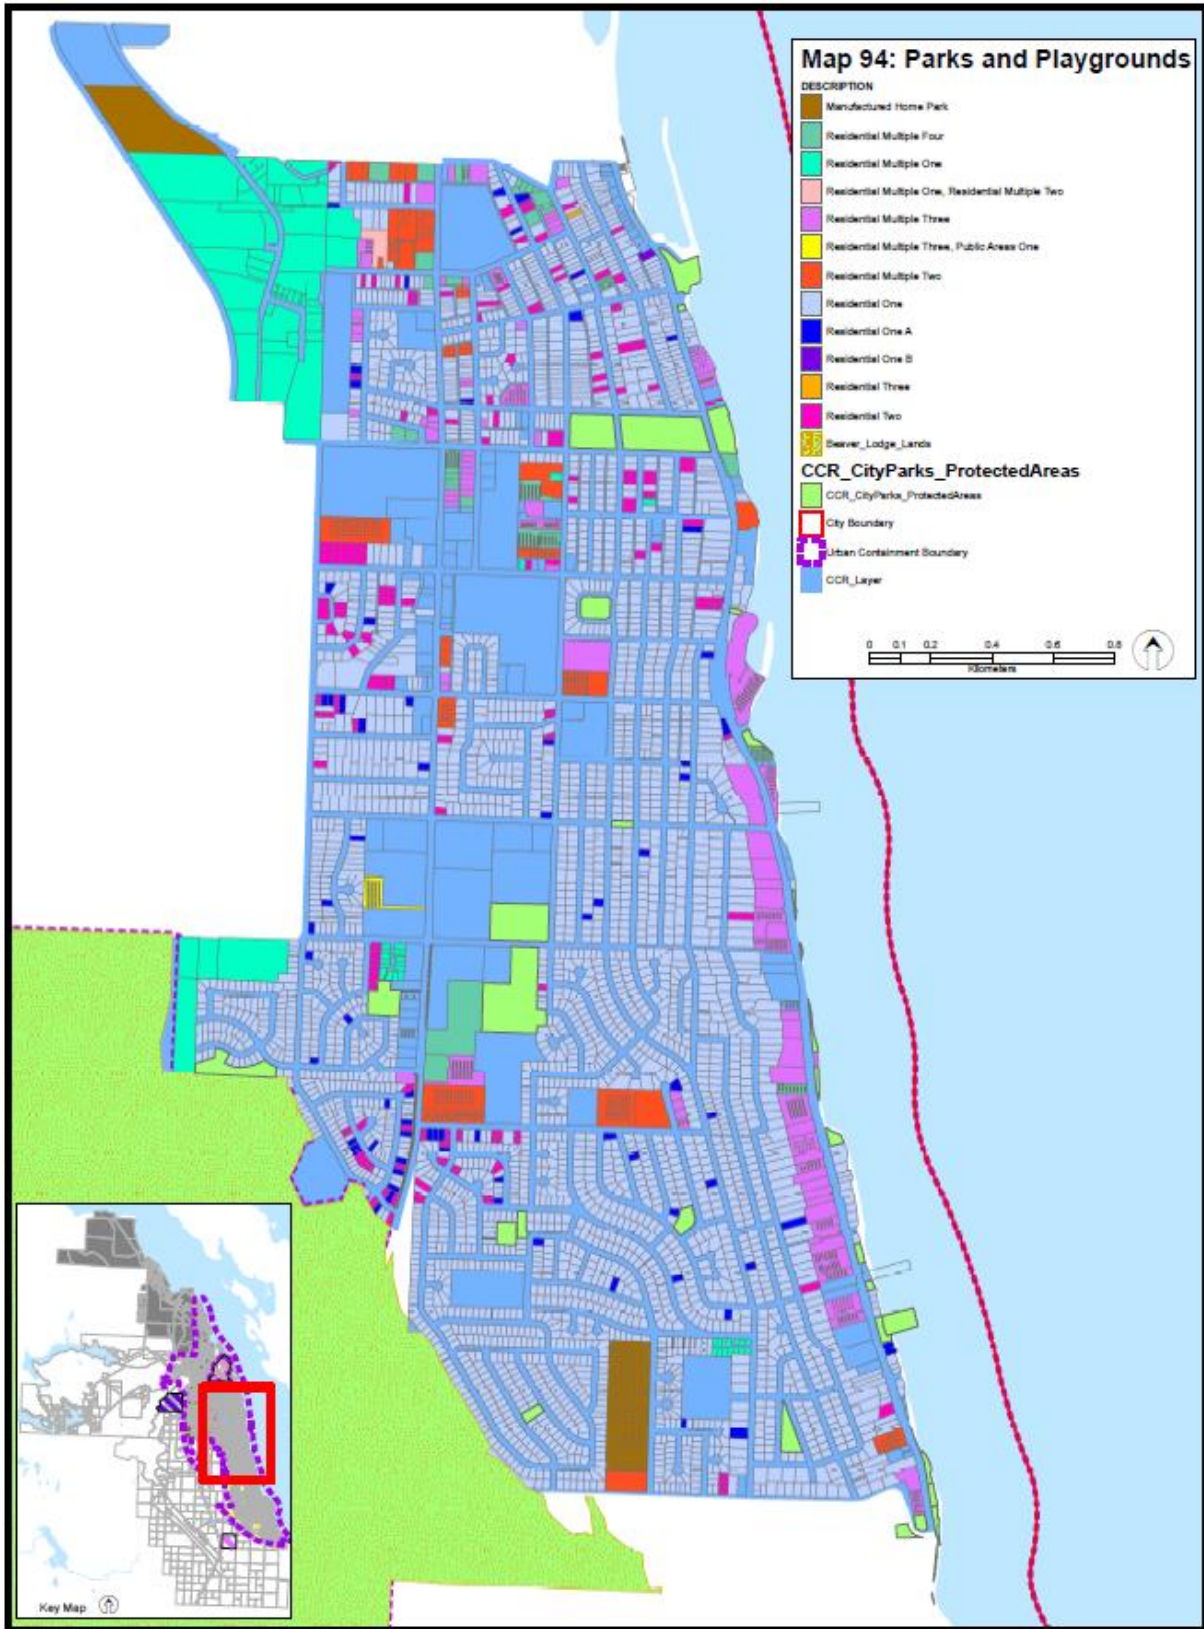 Map 94: Parks and Playgrounds
DESCRIPTION
Manufactured Home Park
Residential Multiple Four
Residential Multiple One
Residential Multiple One, Residential Multiple Two
Residential Multiple Three
Residential Multiple Three, Public Areas One
Residential Multiple Two
Residential One
Residential One A
Residential One B
Residential Three
Residential Two
Beaver_Lodge_Lands
CCR_CityParks_ProtectedAreas
CCR_CityParks_ProtectedAreas
City Boundary
Urban Containment Boundary
CCR_Layer
0 0.1 0.2 0.4 0.6 0.8
Kilometers
Key Map